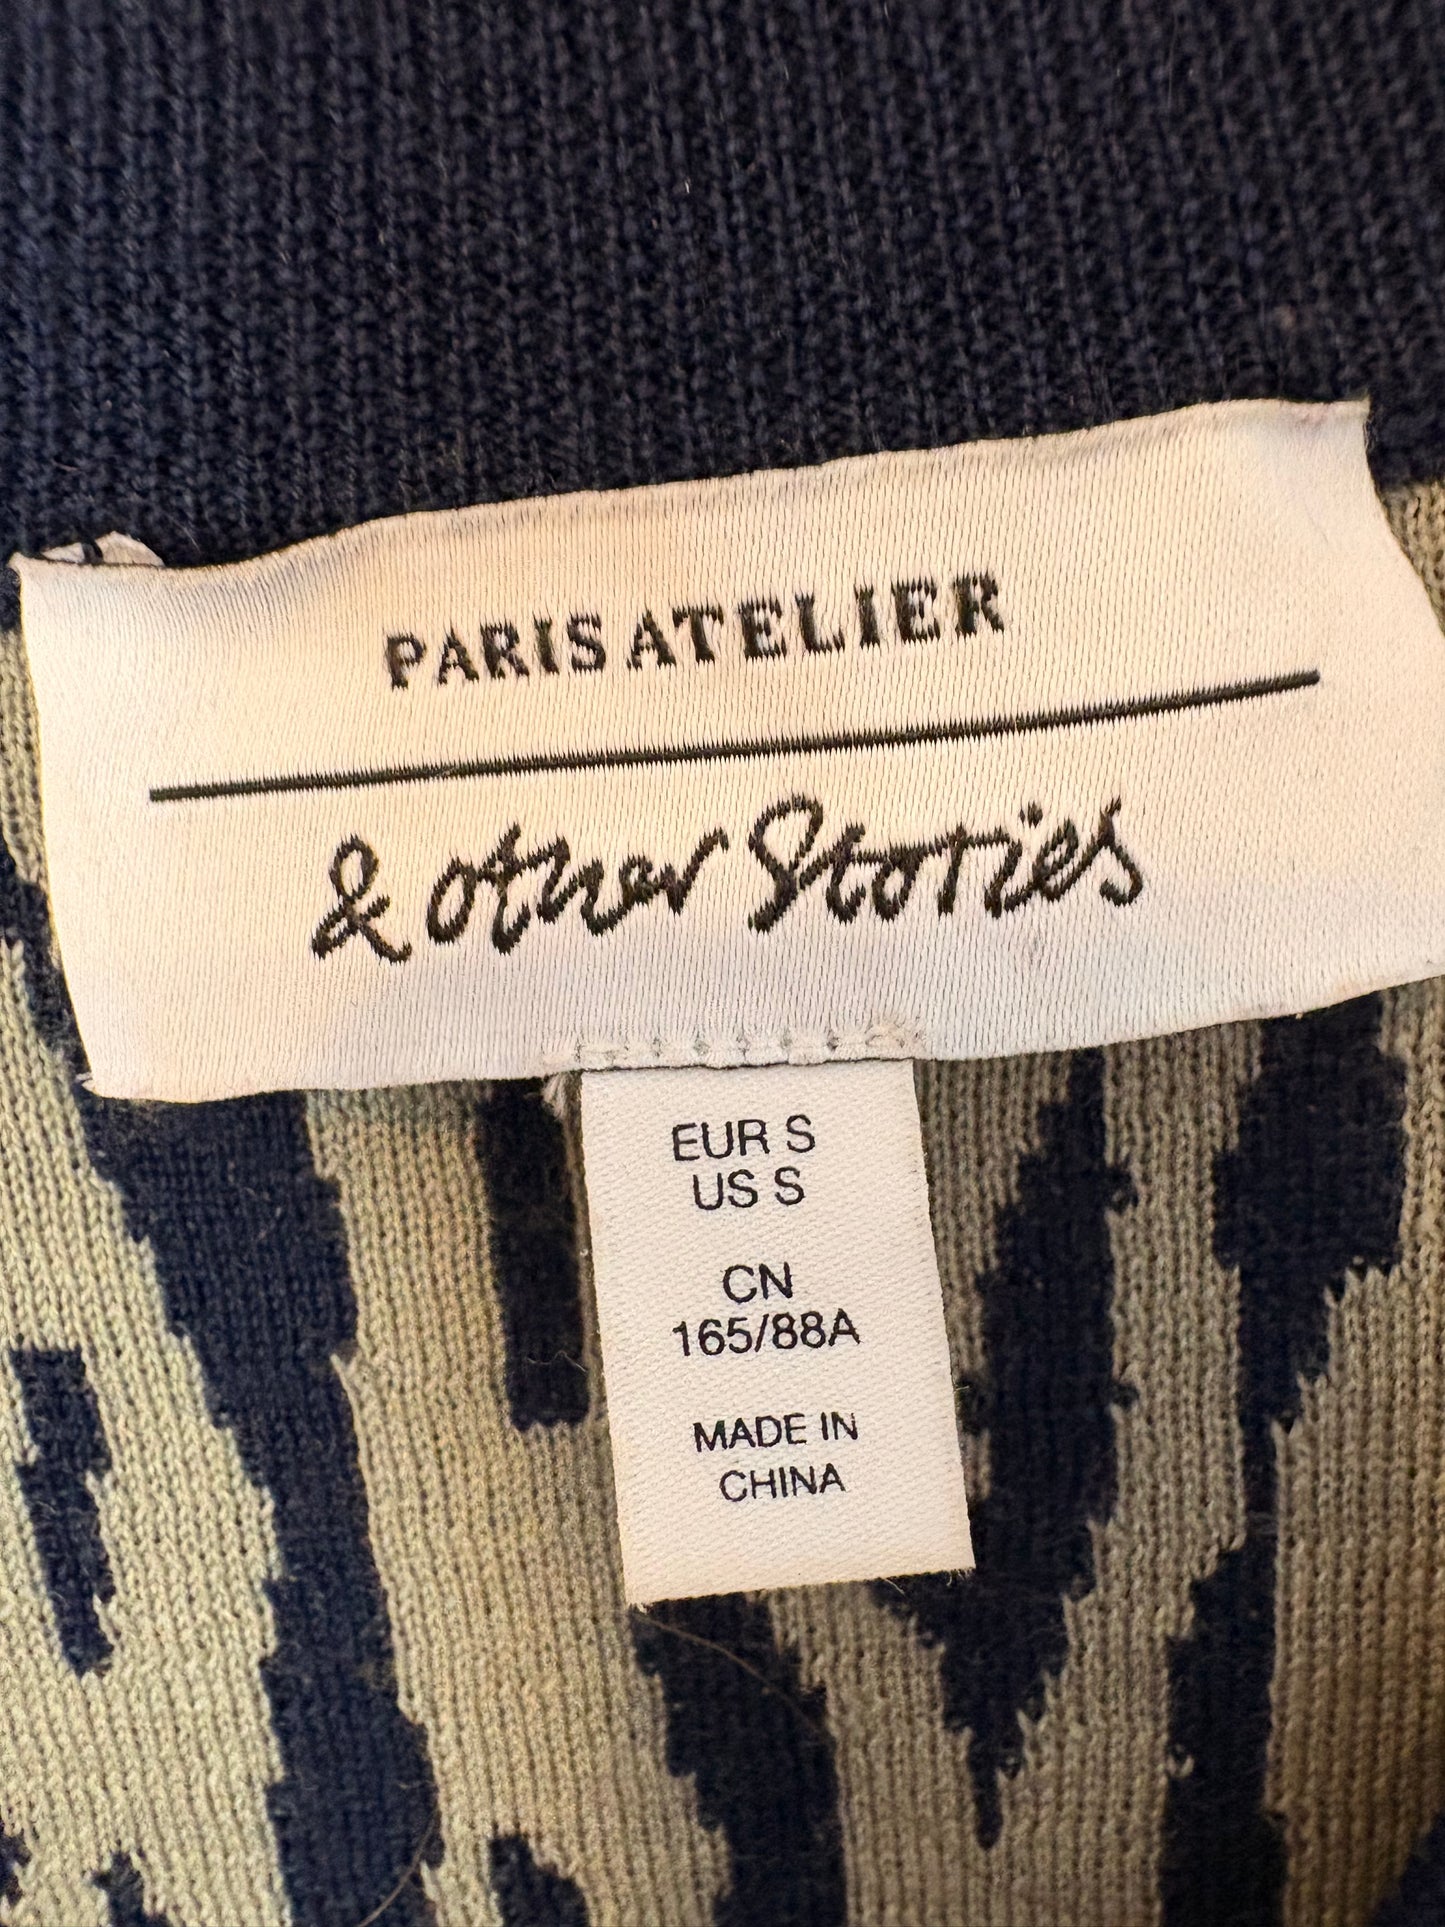 PARIS ATELIER
& other Stories
EUR S
US S
CN
165/88A
MADE IN
CHINA